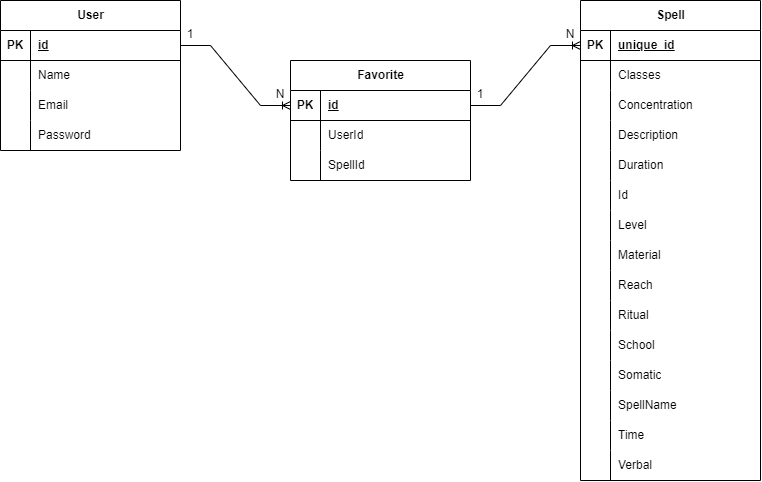 User
PK id
Name
Email
Password
1
N
Favorite
PK id
UserId
SpellId
1
N
Spell
PK unique_id
Classes
Concentration
Description
Duration
Id
Level
Material
Reach
Ritual
School
Somatic
SpellName
Time
Verbal